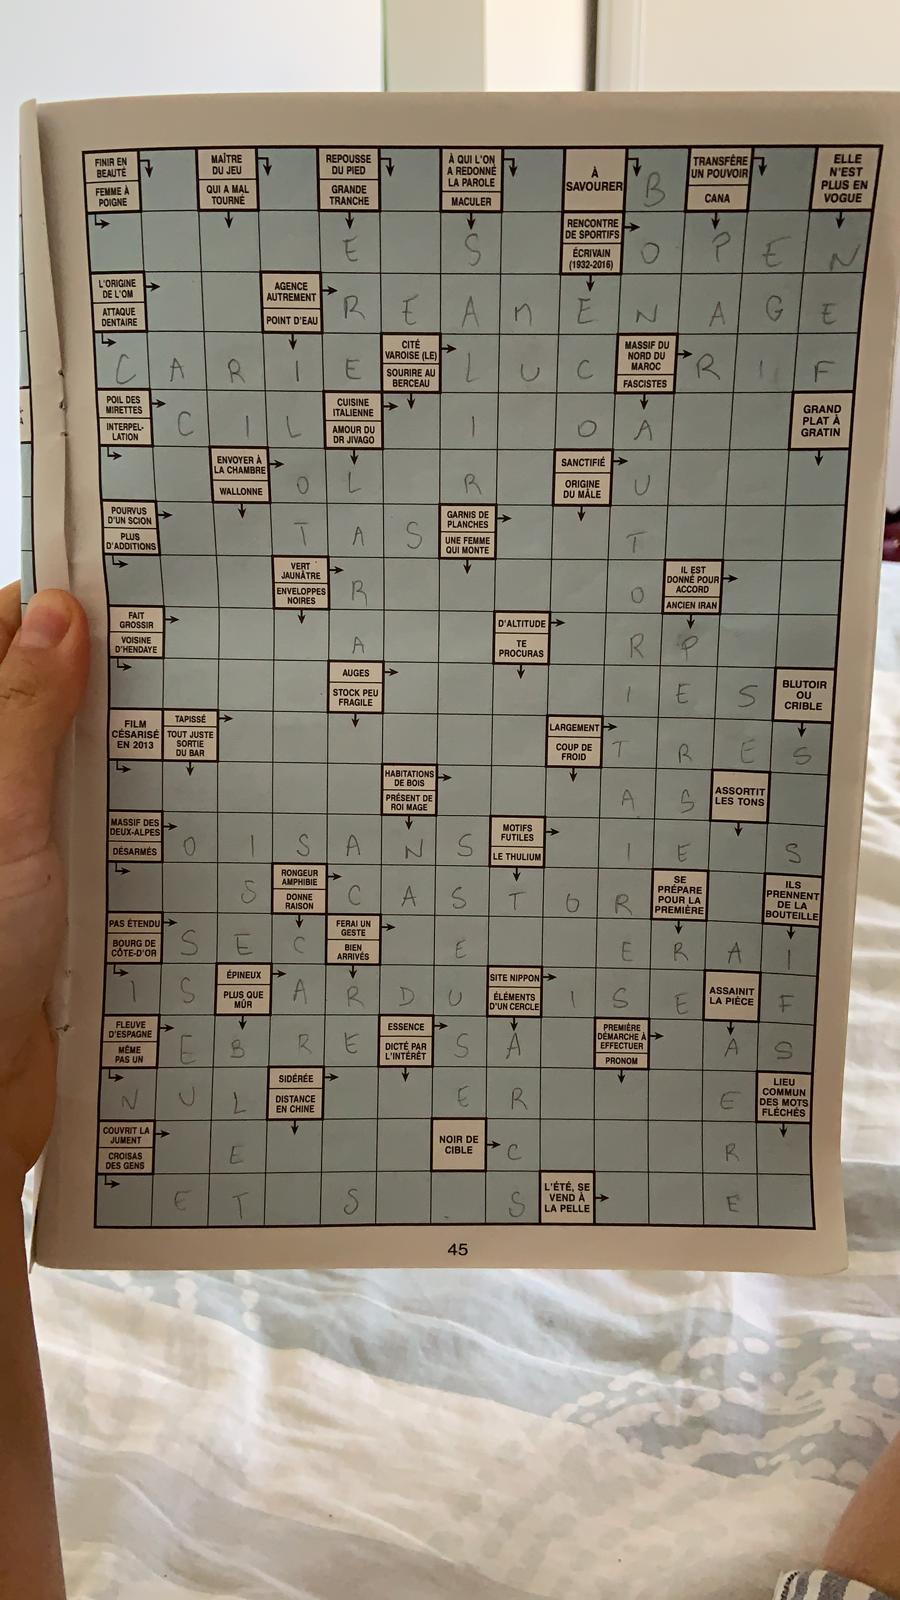 FINIR EN BEAUTÉ
FEMME À POIGNE
MAÎTRE DU JEU
QUI A MAL TOURNÉ
REPOUSSE DU PIED
GRANDE TRANCHE
À QUI L'ON A REDONNÉ LA PAROLE
MACULER
À SAVOURER
B
TRANSFÈRE UN POUVOIR
CANA
ELLE N'EST PLUS EN VOGUE
E S
RENCONTRE DE SPORTIFS
ÉCRIVAIN (1932-2016)
O P E N
L'ORIGINE DE L'OM
ATTAQUE DENTAIRE
AGENCE AUTREMENT
POINT D'EAU
R E A M E N A G E
C A R I E
CITÉ VAROISE (LE)
SOURIRE AU BERCEAU
L U C
MASSIF DU NORD DU MAROC
FASCISTES
R I F
POIL DES MIRETTES
INTERPELLATION
C I L
CUISINE ITALIENNE
AMOUR DU DR JIVAGO
I O A
GRAND PLAT À GRATIN
ENVOYER À LA CHAMBRE
WALLONNE
O L R
SANCTIFIÉ
ORIGINE DU MÂLE
U
POURVUS D'UN SCION
PLUS D'ADDITIONS
T A S
GARNIS DE PLANCHES
UNE FEMME QUI MONTE
T
VERT JAUNÂTRE
ENVELOPPES NOIRES
R O
IL EST DONNÉ POUR ACCORD
ANCIEN IRAN
FAIT GROSSIR
VOISINE D'HENDAYE
A
D'ALTITUDE
TE PROCURAS
R P
AUGES
STOCK PEU FRAGILE
I E S
BLUTOIR OU CRIBLE
FILM CÉSARISÉ EN 2013
TAPISSÉ
TOUT JUSTE SORTIE DU BAR
LARGEMENT
COUP DE FROID
T R E S
HABITATIONS DE BOIS
PRÉSENT DE ROI MAGE
A S
ASSORTIT LES TONS
MASSIF DES DEUX-ALPES
DÉSARMÉS
O I S A N S
MOTIFS FUTILES
LE THULIUM
I E S
S
RONGEUR AMPHIBIE
DONNE RAISON
C A S T O R
SE PRÉPARE POUR LA PREMIÈRE
ILS PRENNENT DE LA BOUTEILLE
PAS ÉTENDU
BOURG DE CÔTE-D'OR
S E C
FERAI UN GESTE
BIEN ARRIVÉS
E E R A I
I S
ÉPINEUX
PLUS QUE MÛR
A R D U
SITE NIPPON
ÉLÉMENTS D'UN CERCLE
I S E
ASSAINIT LA PIÈCE
F
FLEUVE D'ESPAGNE
MÊME PAS UN
E B R E
ESSENCE
DICTÉ PAR L'INTÉRÊT
S A
PREMIÈRE DÉMARCHE À EFFECTUER
PRONOM
A S
N U L
SIDÉRÉE
DISTANCE EN CHINE
E R E
LIEU COMMUN DES MOTS FLÉCHÉS
COUVRIT LA JUMENT
CROISAS DES GENS
E
NOIR DE CIBLE
C R
E T S S
L'ÉTÉ, SE VEND À LA PELLE
E
45